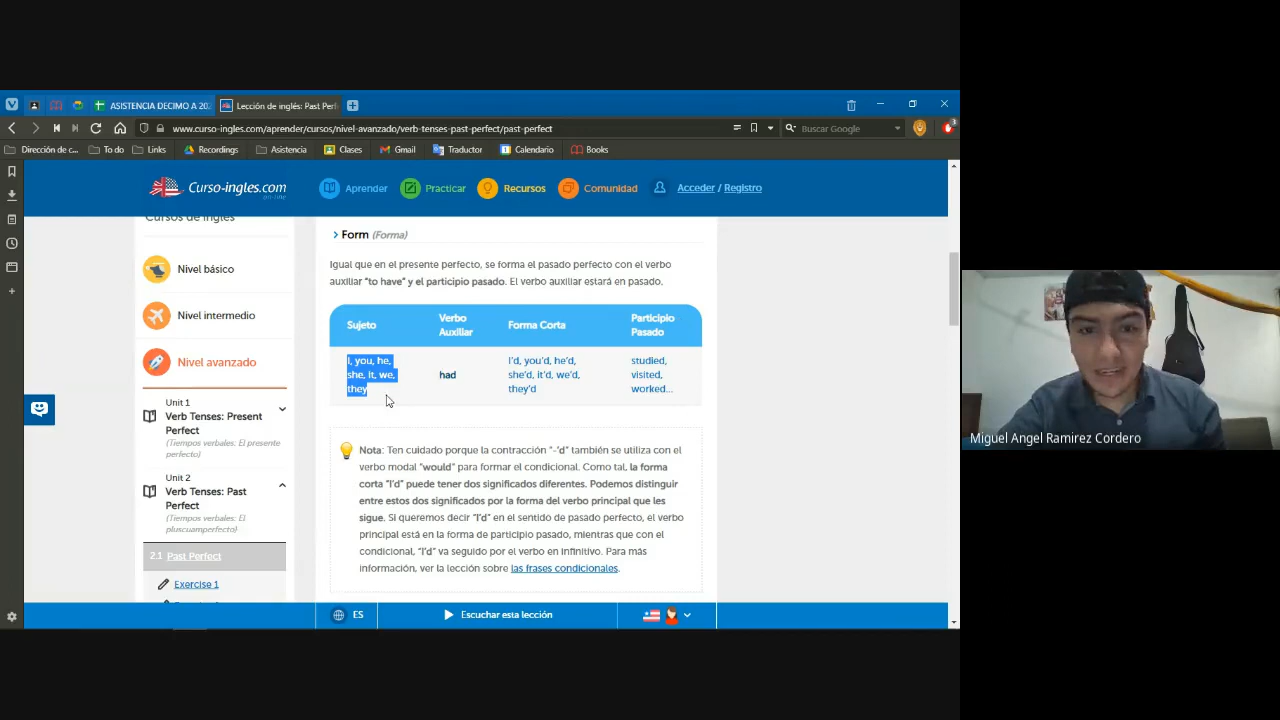 ASISTENCIA DECIMO A 202
Lección de inglés: Past Perf
www.curso-ingles.com/aprender/cursos/nivel-avanzado/verb-tenses-past-perfect/past-perfect
Buscar Google
3
Dirección de c...
To do
Links
Recordings
Asistencia
Clases
Gmail
Traductor
Calendario
Books
Curso-ingles.com
on-line
Aprender
Practicar
Recursos
Comunidad
Acceder / Registro
Cursos de inglés
Nivel básico
Nivel intermedio
Nivel avanzado
Unit 1
Verb Tenses: Present
Perfect
(Tiempos verbales: El presente
perfecto)
Unit 2
Verb Tenses: Past
Perfect
(Tiempos verbales: El
pluscuamperfecto)
2.1 Past Perfect
Exercise 1
Form (Forma)
Igual que en el presente perfecto, se forma el pasado perfecto con el verbo
auxiliar "to have" y el participio pasado. El verbo auxiliar estará en pasado.
Sujeto
Verbo
Auxiliar
Forma Corta
Participio
Pasado
I, you, he,
she, it, we,
they
had
I'd, you'd, he'd,
she'd, it'd, we'd,
they'd
studied,
visited,
worked...
Nota: Ten cuidado porque la contracción "-'d" también se utiliza con el
verbo modal "would" para formar el condicional. Como tal, la forma
corta "I'd" puede tener dos significados diferentes. Podemos distinguir
entre estos dos significados por la forma del verbo principal que les
sigue. Si queremos decir "I'd" en el sentido de pasado perfecto, el verbo
principal está en la forma de participio pasado, mientras que con el
condicional, "I'd" va seguido por el verbo en infinitivo. Para más
información, ver la lección sobre las frases condicionales.
ES
Escuchar esta lección
Miguel Angel Ramirez Cordero